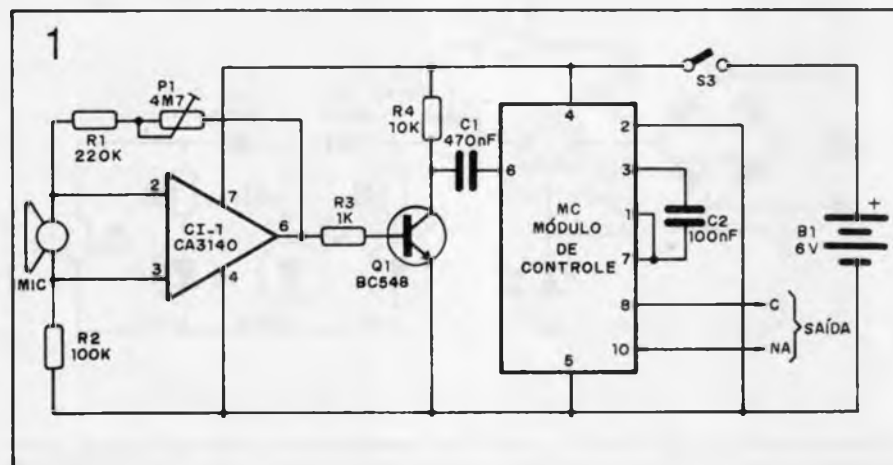 1
P1
4M7
R1
220K
MIC
R2
100K
2
3
7
4
6
CI-1
CA3140
R3
1K
Q1
BC548
R4
10K
C1
470nF
6
4
5
MC
MÓDULO
DE
CONTROLE
2
3
1
7
8
10
C2
100nF
C
NA
SAÍDA
S3
+
B1
6V